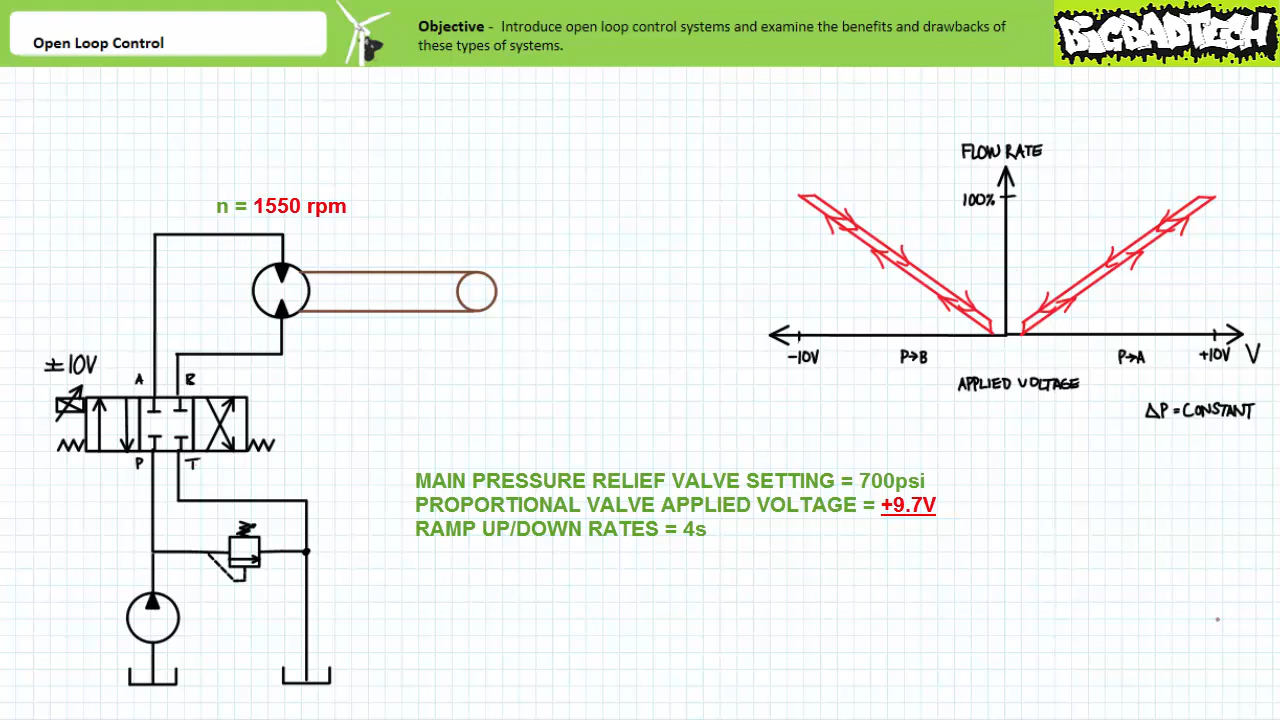 Open Loop Control
Objective - Introduce open loop control systems and examine the benefits and drawbacks of
these types of systems.
BIGBADTECH
n = 1550 rpm
±10V
A B
P T
FLOW RATE
100%
-10V P→B P→A +10V V
APPLIED VOLTAGE
ΔP = CONSTANT
MAIN PRESSURE RELIEF VALVE SETTING = 700psi
PROPORTIONAL VALVE APPLIED VOLTAGE = +9.7V
RAMP UP/DOWN RATES = 4s